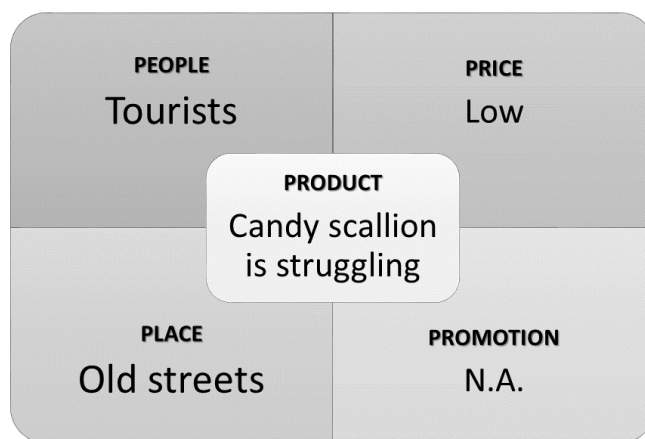 PEOPLE
Tourists
PRICE
Low
PRODUCT
Candy scallion
is struggling
PLACE
Old streets
PROMOTION
N.A.